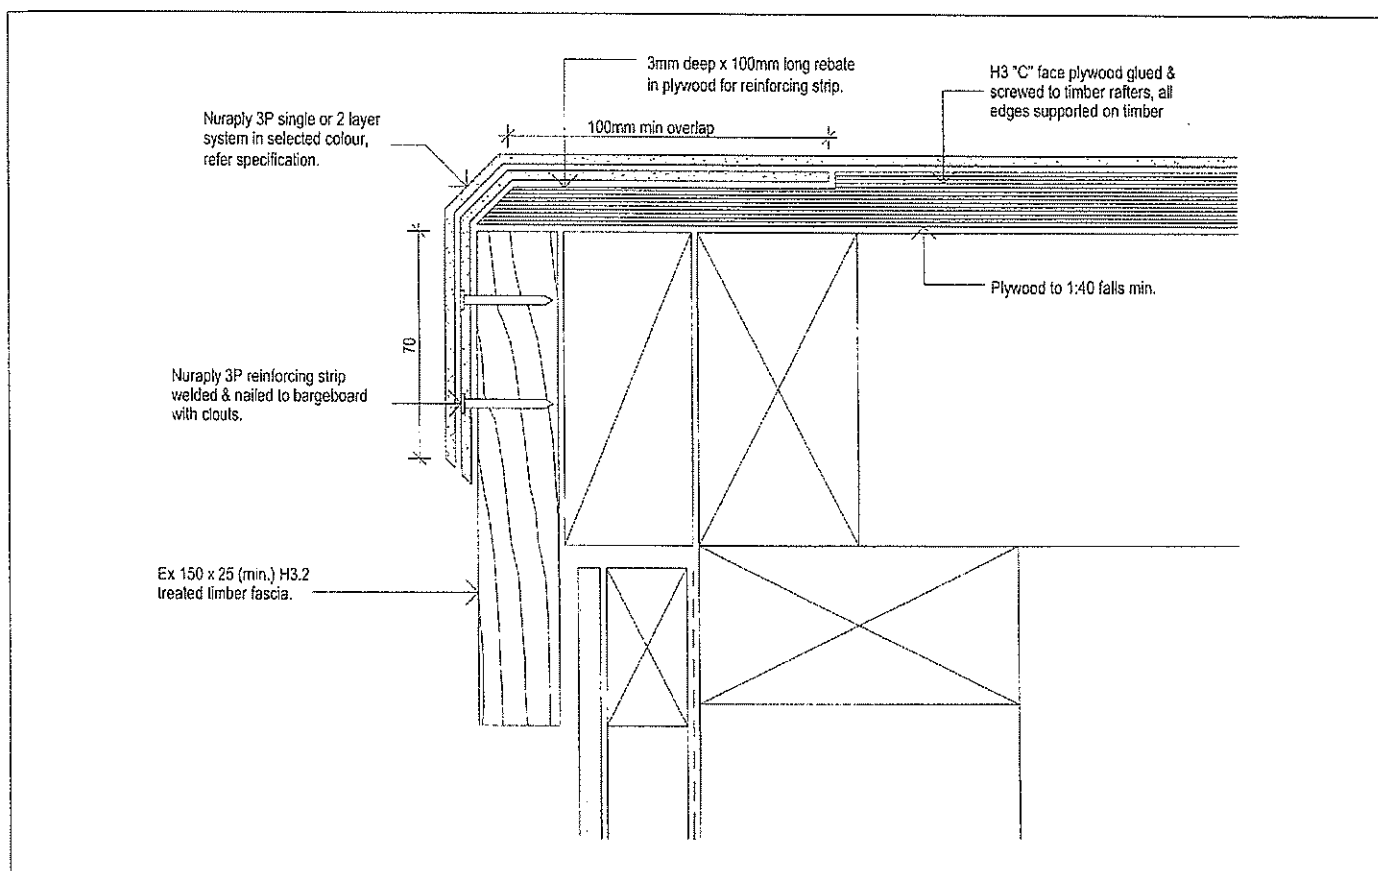 3mm deep x 100mm long rebate
in plywood for reinforcing strip.
H3 "C" face plywood glued &
screwed to timber rafters, all
edges supported on timber
Nuraply 3P single or 2 layer
system in selected colour,
refer specification.
100mm min overlap
Plywood to 1:40 falls min.
70
Nuraply 3P reinforcing strip
welded & nailed to bargeboard
with clouts.
Ex 150 x 25 (min.) H3.2
treated timber fascia.